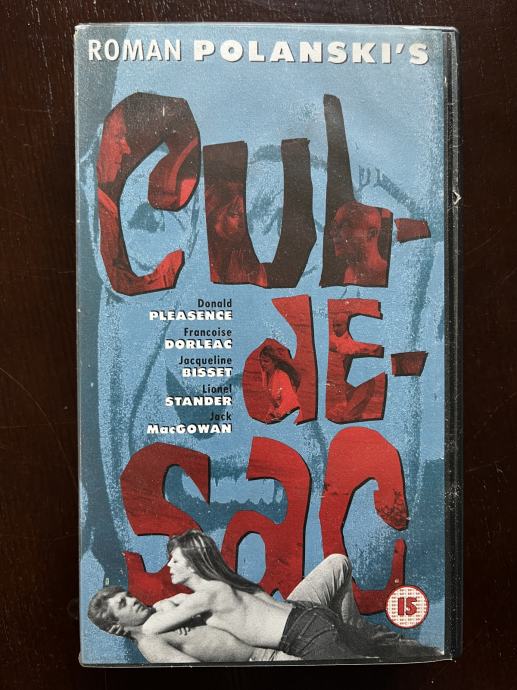 ROMAN POLANSKI'S
CUL-
DE-
SAC
Donald
PLEASENCE
Francoise
DORLEAC
Jacqueline
BISSET
Lionel
STANDER
Jack
MacGOWAN
15